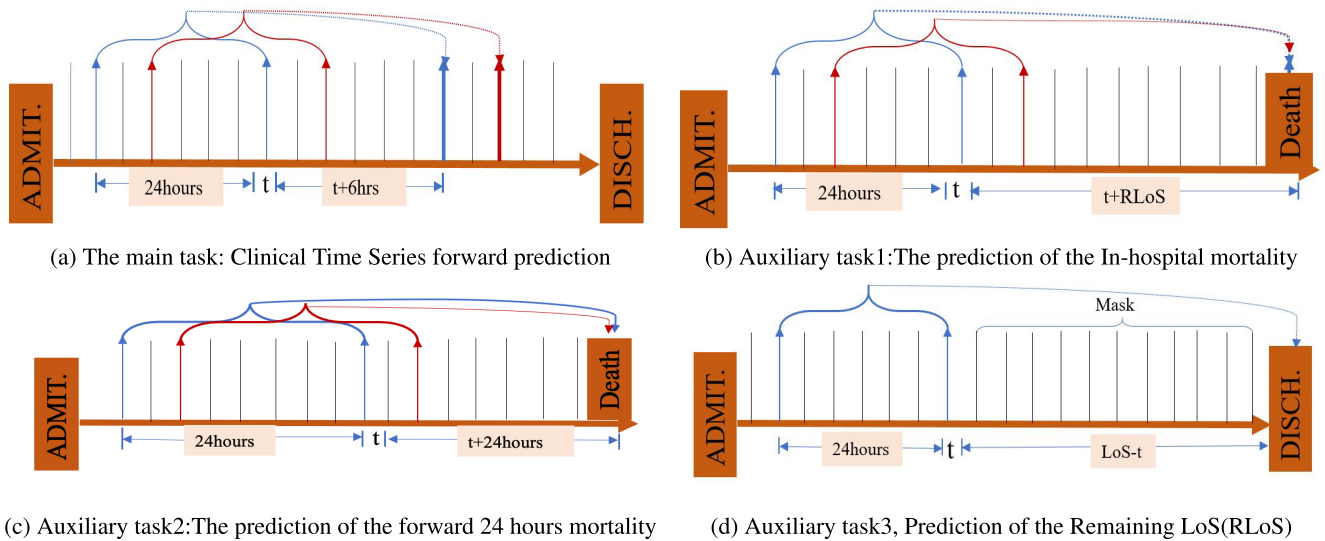 ADMIT.
24hours
t
t+6hrs
DISCH.
(a) The main task: Clinical Time Series forward prediction
ADMIT.
24hours
t
t+RLoS
Death
(b) Auxiliary task1:The prediction of the In-hospital mortality
ADMIT.
24hours
t
t+24hours
Death
(c) Auxiliary task2:The prediction of the forward 24 hours mortality
ADMIT.
Mask
24hours
t
LoS-t
DISCH.
(d) Auxiliary task3, Prediction of the Remaining LoS(RLoS)